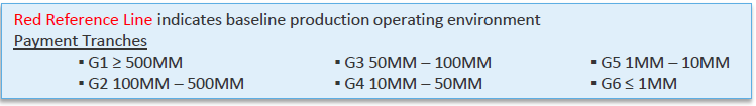 Red Reference Line indicates baseline production operating environment
Payment Tranches
▪ G1 ≥ 500MM ▪ G3 50MM – 100MM ▪ G5 1MM – 10MM
▪ G2 100MM – 500MM ▪ G4 10MM – 50MM ▪ G6 ≤ 1MM